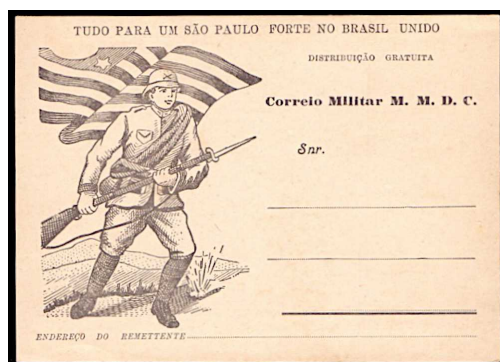 TUDO PARA UM SÃO PAULO FORTE NO BRASIL UNIDO
DISTRIBUIÇÃO GRATUITA
Correio Militar M. M. D. C.
Snr.
ENDEREÇO DO REMETTENTE